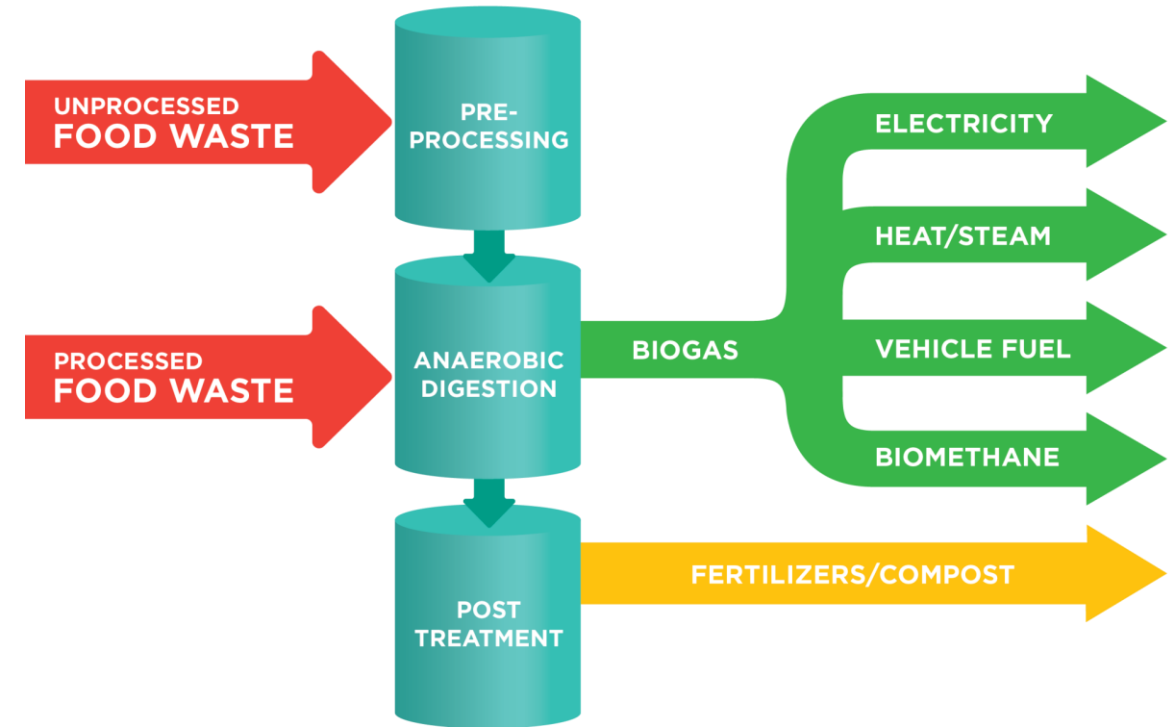 UNPROCESSED
FOOD WASTE
PRE-
PROCESSING
PROCESSED
FOOD WASTE
ANAEROBIC
DIGESTION
BIOGAS
ELECTRICITY
HEAT/STEAM
VEHICLE FUEL
BIOMETHANE
POST
TREATMENT
FERTILIZERS/COMPOST